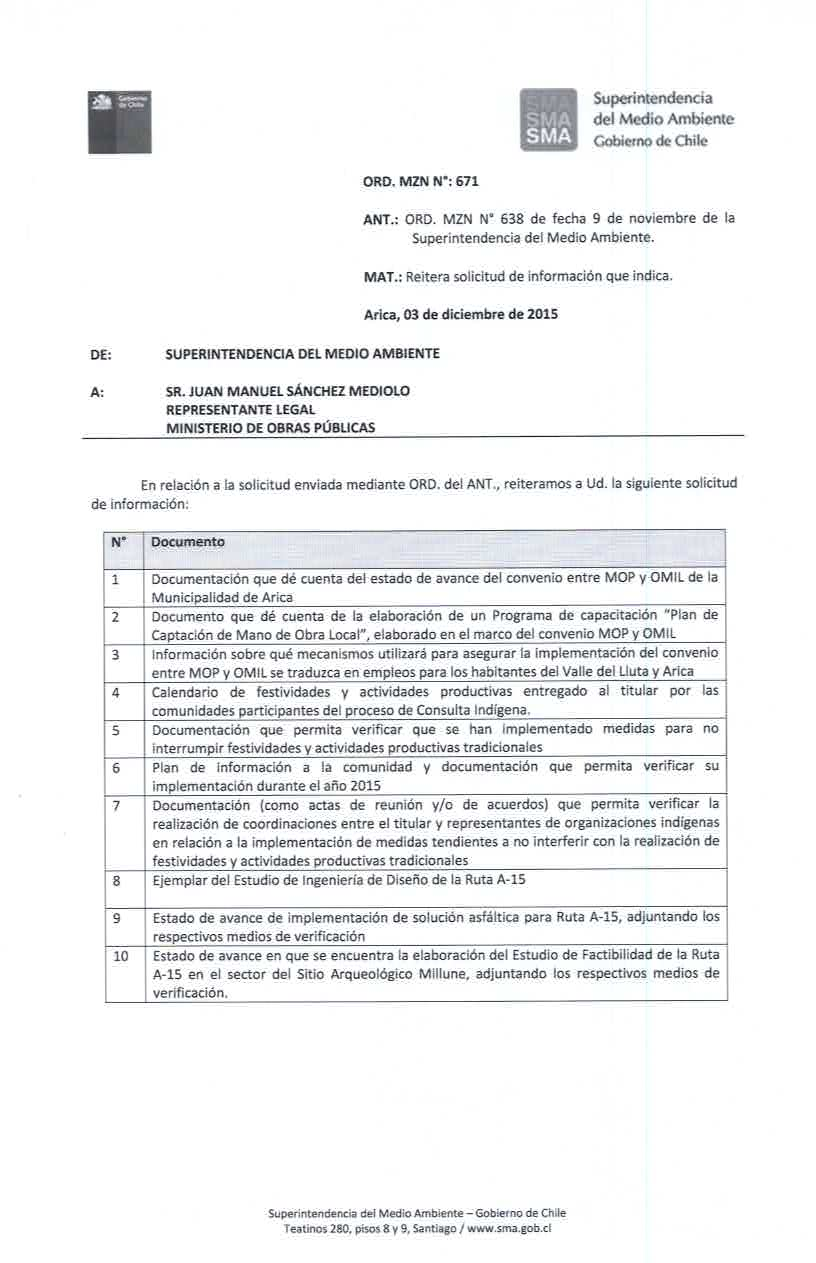 Gobierno
de Chile
SMA
SMA
SMA
Superintendencia
del Medio Ambiente
Gobierno de Chile
ORD. MZN N°: 671
ANT.: ORD. MZN N° 638 de fecha 9 de noviembre de la
Superintendencia del Medio Ambiente.
MAT.: Reitera solicitud de información que indica.
Arica, 03 de diciembre de 2015
DE: SUPERINTENDENCIA DEL MEDIO AMBIENTE
A: SR. JUAN MANUEL SÁNCHEZ MEDIOLO
REPRESENTANTE LEGAL
MINISTERIO DE OBRAS PÚBLICAS
En relación a la solicitud enviada mediante ORD. del ANT., reiteramos a Ud. la siguiente solicitud
de información:
N° Documento
1 Documentación que dé cuenta del estado de avance del convenio entre MOP y OMIL de la
Municipalidad de Arica
2 Documento que dé cuenta de la elaboración de un Programa de capacitación "Plan de
Captación de Mano de Obra Local", elaborado en el marco del convenio MOP y OMIL
3 Información sobre qué mecanismos utilizará para asegurar la implementación del convenio
entre MOP y OMIL se traduzca en empleos para los habitantes del Valle del Lluta y Arica
4 Calendario de festividades y actividades productivas entregado al titular por las
comunidades participantes del proceso de Consulta Indígena.
5 Documentación que permita verificar que se han implementado medidas para no
interrumpir festividades y actividades productivas tradicionales
6 Plan de información a la comunidad y documentación que permita verificar su
implementación durante el año 2015
7 Documentación (como actas de reunión y/o de acuerdos) que permita verificar la
realización de coordinaciones entre el titular y representantes de organizaciones indígenas
en relación a la implementación de medidas tendientes a no interferir con la realización de
festividades y actividades productivas tradicionales
8 Ejemplar del Estudio de Ingeniería de Diseño de la Ruta A-15
9 Estado de avance de implementación de solución asfáltica para Ruta A-15, adjuntando los
respectivos medios de verificación
10 Estado de avance en que se encuentra la elaboración del Estudio de Factibilidad de la Ruta
A-15 en el sector del Sitio Arqueológico Millune, adjuntando los respectivos medios de
verificación.
Superintendencia del Medio Ambiente – Gobierno de Chile
Teatinos 280, pisos 8 y 9, Santiago / www.sma.gob.cl